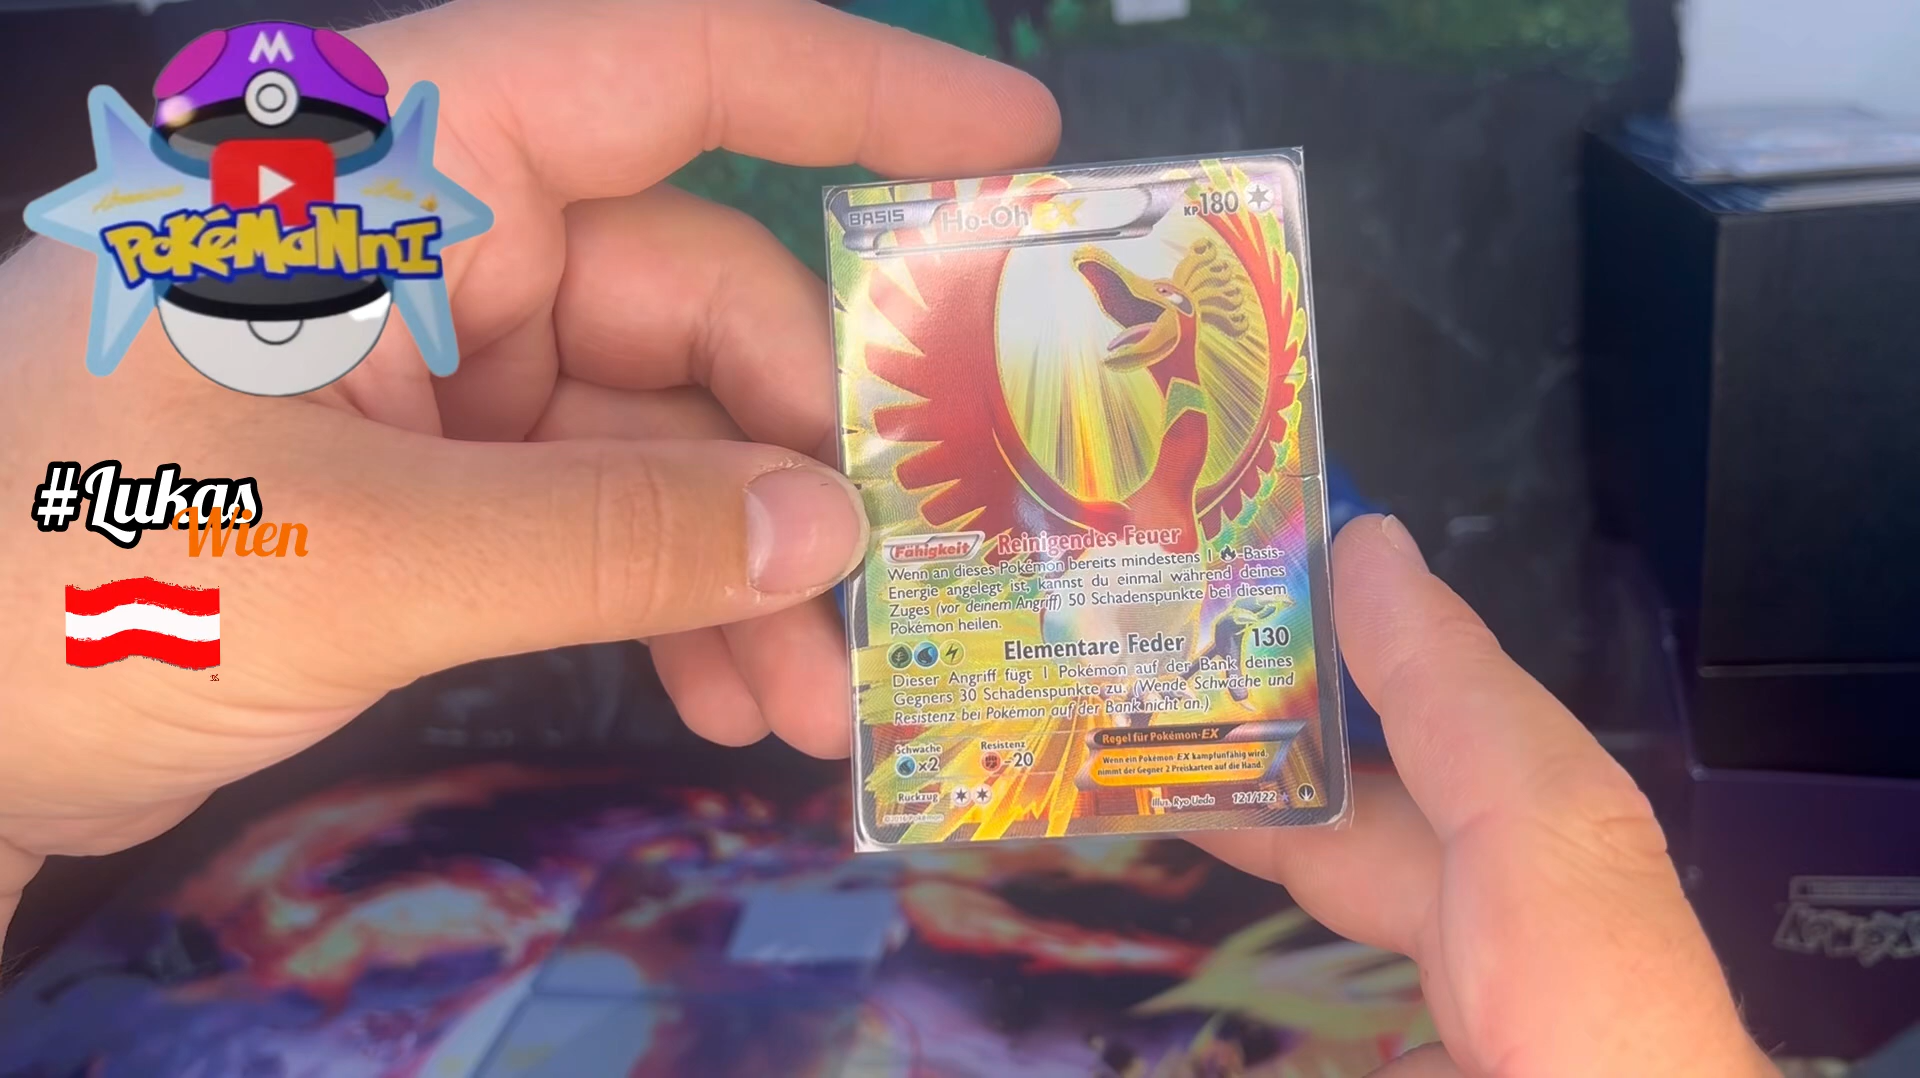 M
PoKéMaNnI
#Lukas
Wien
BASIS Ho-Oh EX KP180
Fähigkeit Reinigendes Feuer
Wenn an dieses Pokémon bereits mindestens 1 -Basis-
Energie angelegt ist, kannst du einmal während deines
Zuges (vor deinem Angriff) 50 Schadenspunkte bei diesem
Pokémon heilen.
Elementare Feder 130
Dieser Angriff fügt 1 Pokémon auf der Bank deines
Gegners 30 Schadenspunkte zu. (Wende Schwäche und
Resistenz bei Pokémon auf der Bank nicht an.)
Schwäche Resistenz
x2 -20
Rückzug
Regel für Pokémon-EX
Wenn ein Pokémon-EX kampfunfähig wird,
nimmt der Gegner 2 Preiskarten auf die Hand.
©2016 Pokémon
Illus. Ryo Ueda 121/122